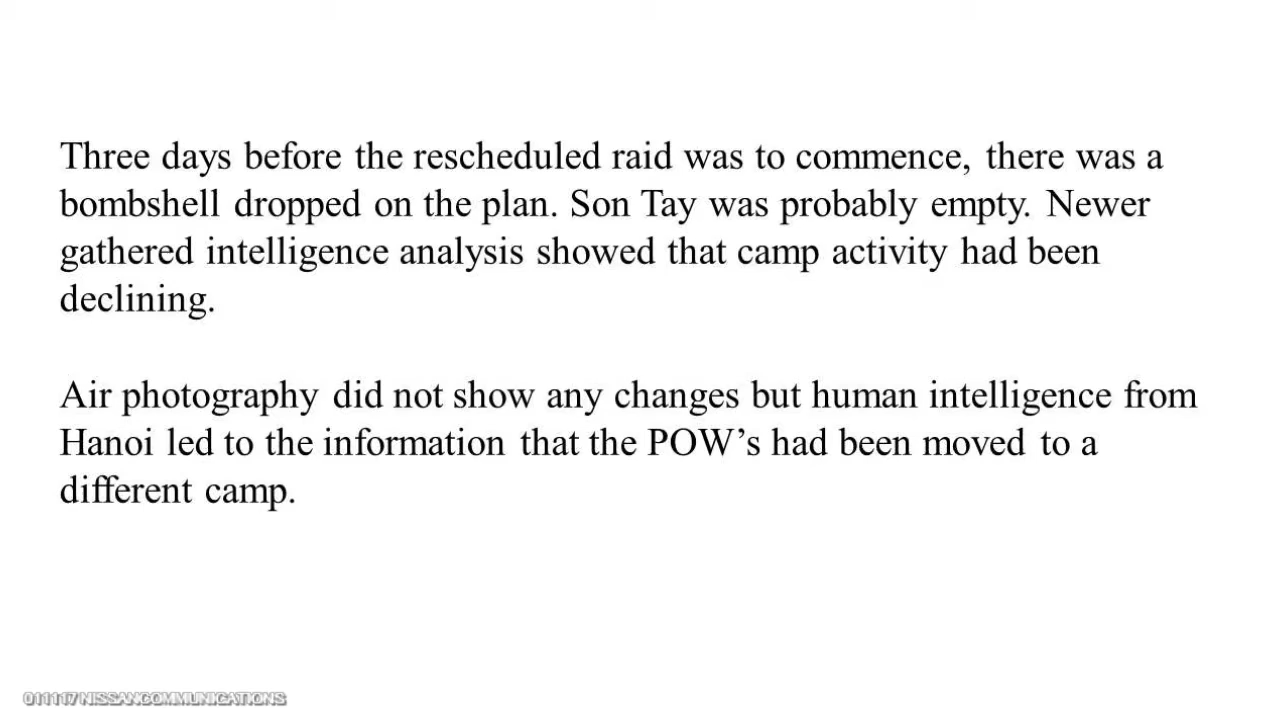 Three days before the rescheduled raid was to commence, there was a
bombshell dropped on the plan. Son Tay was probably empty. Newer
gathered intelligence analysis showed that camp activity had been
declining.
Air photography did not show any changes but human intelligence from
Hanoi led to the information that the POW’s had been moved to a
different camp.
011117 NISSANCOMMUNICATIONS